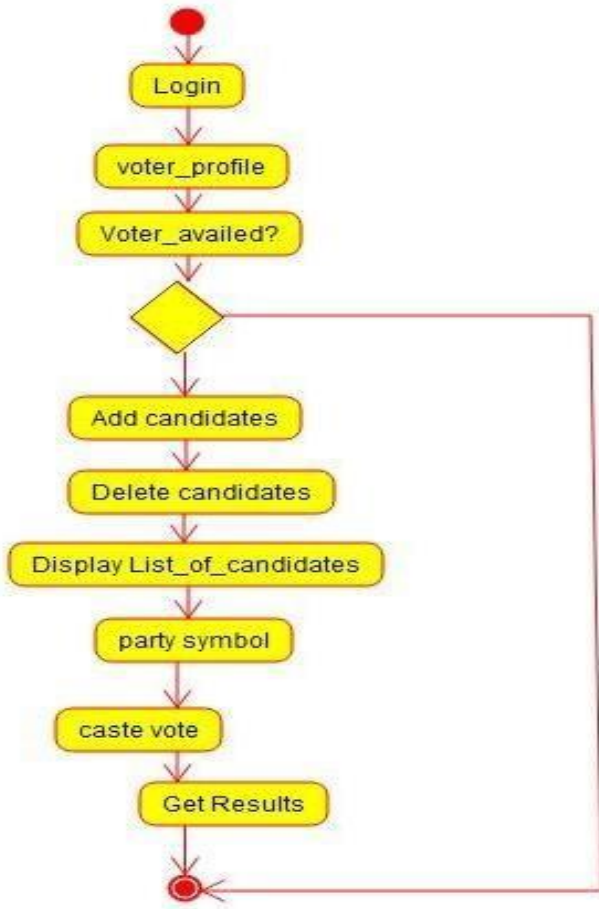 Login
voter_profile
Voter_availed?
Add candidates
Delete candidates
Display List_of_candidates
party symbol
caste vote
Get Results